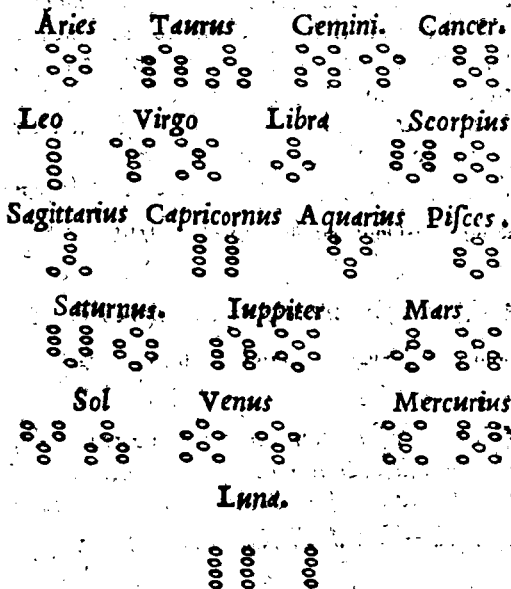 Aries Taurus Gemini. Cancer.
Leo Virgo Libra Scorpius
Sagittarius Capricornus Aquarius Piſces.
Saturnus. Iuppiter Mars
Sol Venus Mercurius
Luna.